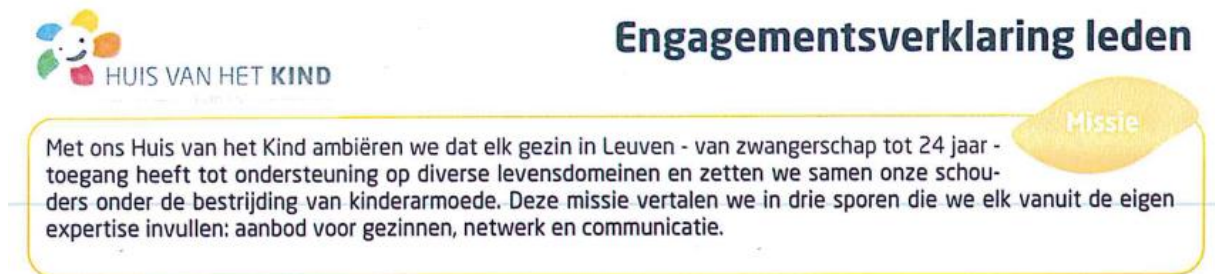 Engagementsverklaring leden
HUIS VAN HET KIND
Missie
Met ons Huis van het Kind ambiëren we dat elk gezin in Leuven - van zwangerschap tot 24 jaar -
toegang heeft tot ondersteuning op diverse levensdomeinen en zetten we samen onze schou-
ders onder de bestrijding van kinderarmoede. Deze missie vertalen we in drie sporen die we elk vanuit de eigen
expertise invullen: aanbod voor gezinnen, netwerk en communicatie.